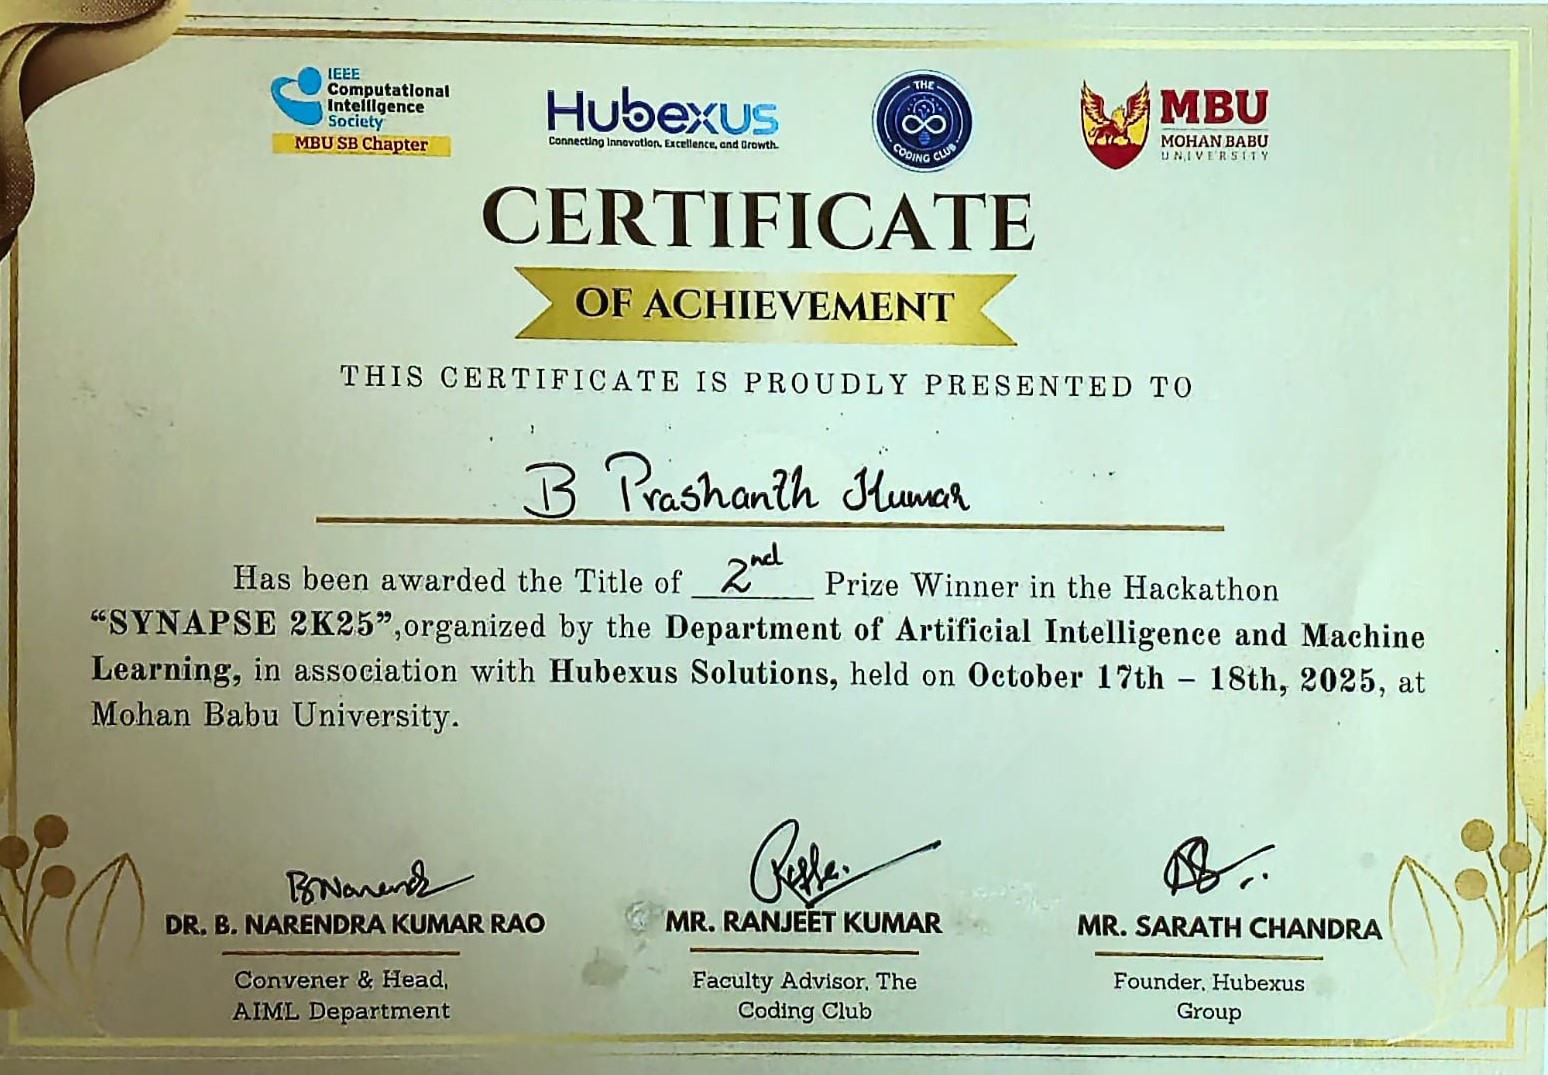 IEEE
Computational
Intelligence
Society
MBU SB Chapter
Hubexus
Connecting Innovation, Excellence, and Growth.
THE
CODING CLUB
MBU
MOHAN BABU
UNIVERSITY
CERTIFICATE
OF ACHIEVEMENT
THIS CERTIFICATE IS PROUDLY PRESENTED TO
B Prashanth Kumar
Has been awarded the Title of 2nd Prize Winner in the Hackathon
“SYNAPSE 2K25”,organized by the Department of Artificial Intelligence and Machine
Learning, in association with Hubexus Solutions, held on October 17th – 18th, 2025, at
Mohan Babu University.
B Narendr
DR. B. NARENDRA KUMAR RAO
Convener & Head,
AIML Department
MR. RANJEET KUMAR
Faculty Advisor, The
Coding Club
MR. SARATH CHANDRA
Founder, Hubexus
Group